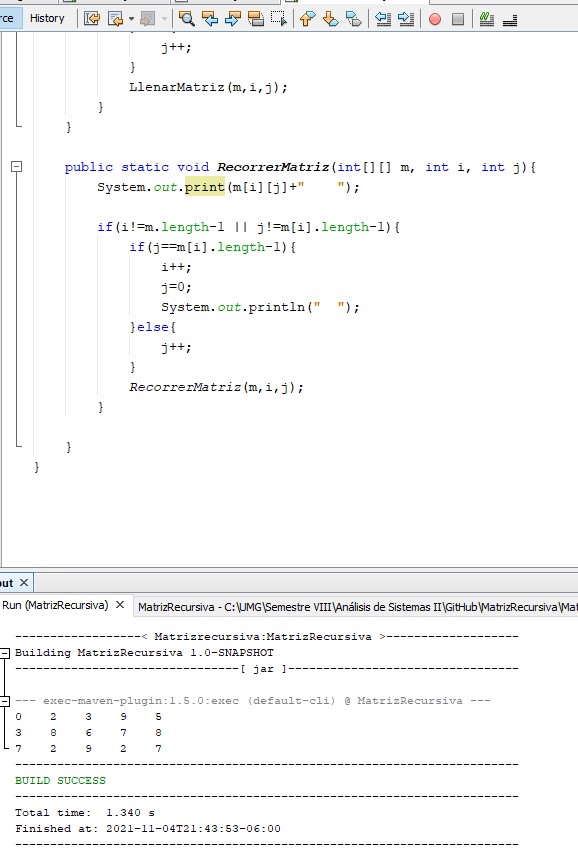 rce History
j++;
}
LlenarMatriz(m,i,j);
}
}
public static void RecorrerMatriz(int[][] m, int i, int j){
System.out.print(m[i][j]+"    ");
if(i!=m.length-1 || j!=m[i].length-1){
if(j==m[i].length-1){
i++;
j=0;
System.out.println("  ");
}else{
j++;
}
RecorrerMatriz(m,i,j);
}
}
}
out
Run (MatrizRecursiva) MatrizRecursiva - C:\UMG\Semestre VIII\Análisis de Sistemas II\GitHub\MatrizRecursiva\Mat
------------------< Matrizrecursiva:MatrizRecursiva >-------------------
Building MatrizRecursiva 1.0-SNAPSHOT
--------------------------------[ jar ]---------------------------------
--- exec-maven-plugin:1.5.0:exec (default-cli) @ MatrizRecursiva ---
0    2    3    9    5
3    8    6    7    8
7    2    9    2    7
------------------------------------------------------------------------
BUILD SUCCESS
------------------------------------------------------------------------
Total time:  1.340 s
Finished at: 2021-11-04T21:43:53-06:00
------------------------------------------------------------------------